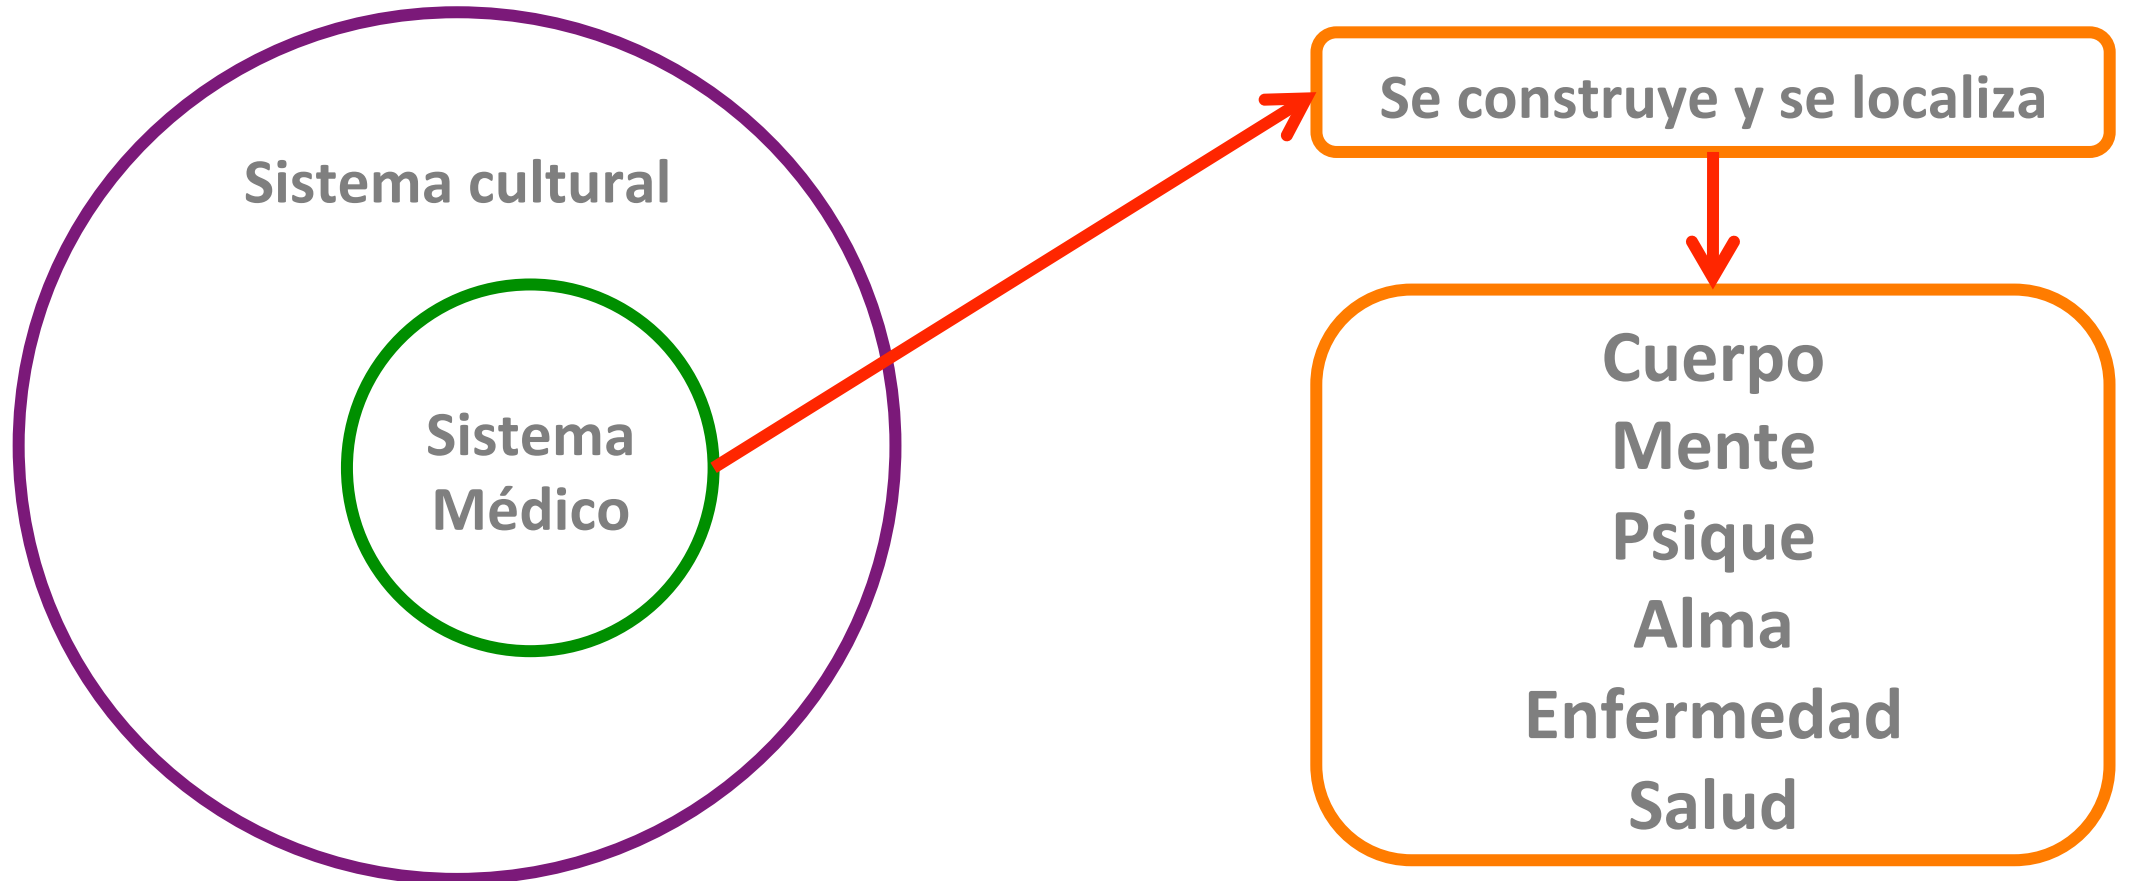 Sistema cultural
Sistema
Médico
Se construye y se localiza
Cuerpo
Mente
Psique
Alma
Enfermedad
Salud